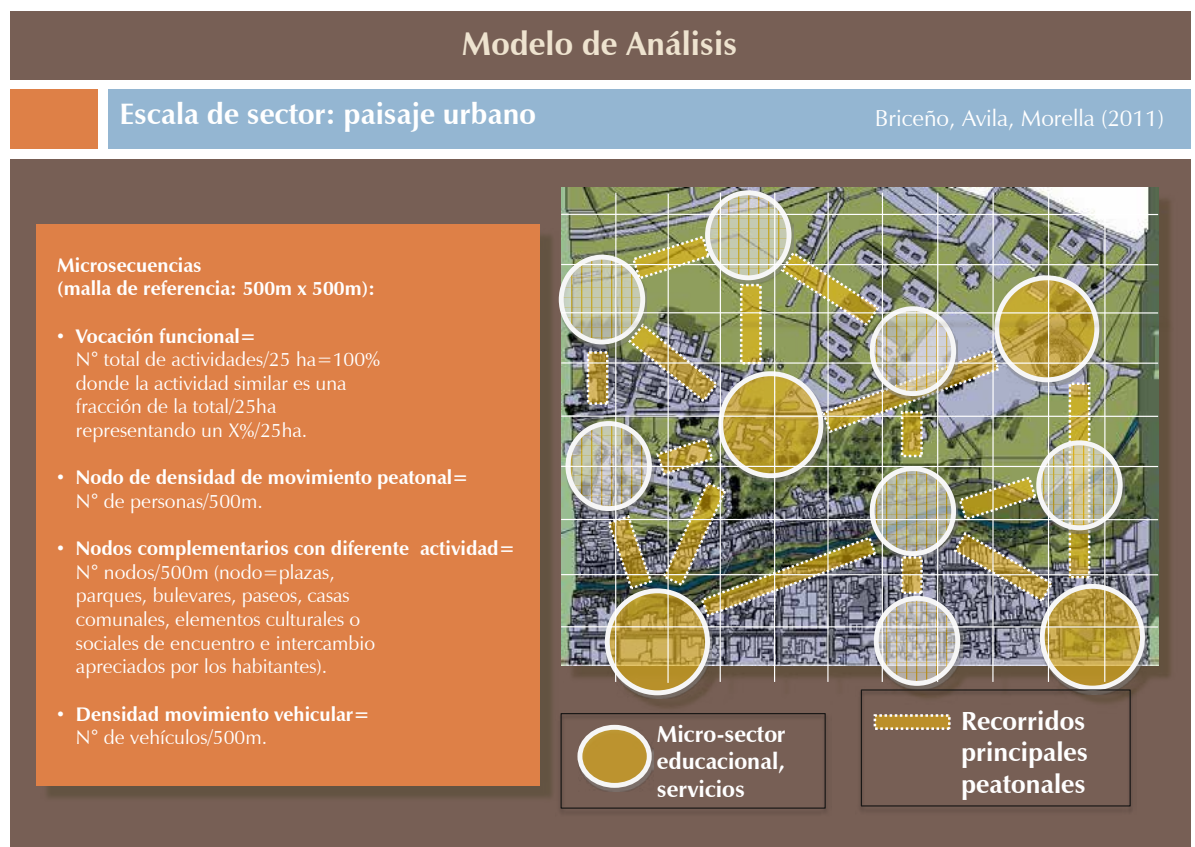 Modelo de Análisis
Escala de sector: paisaje urbano
Briceño, Avila, Morella (2011)
Microsecuencias
(malla de referencia: 500m x 500m):
• Vocación funcional=
N° total de actividades/25 ha=100%
donde la actividad similar es una
fracción de la total/25ha
representando un X%/25ha.
• Nodo de densidad de movimiento peatonal=
N° de personas/500m.
• Nodos complementarios con diferente actividad=
N° nodos/500m (nodo=plazas,
parques, bulevares, paseos, casas
comunales, elementos culturales o
sociales de encuentro e intercambio
apreciados por los habitantes).
• Densidad movimiento vehicular=
N° de vehículos/500m.
Micro-sector
educacional,
servicios
Recorridos
principales
peatonales